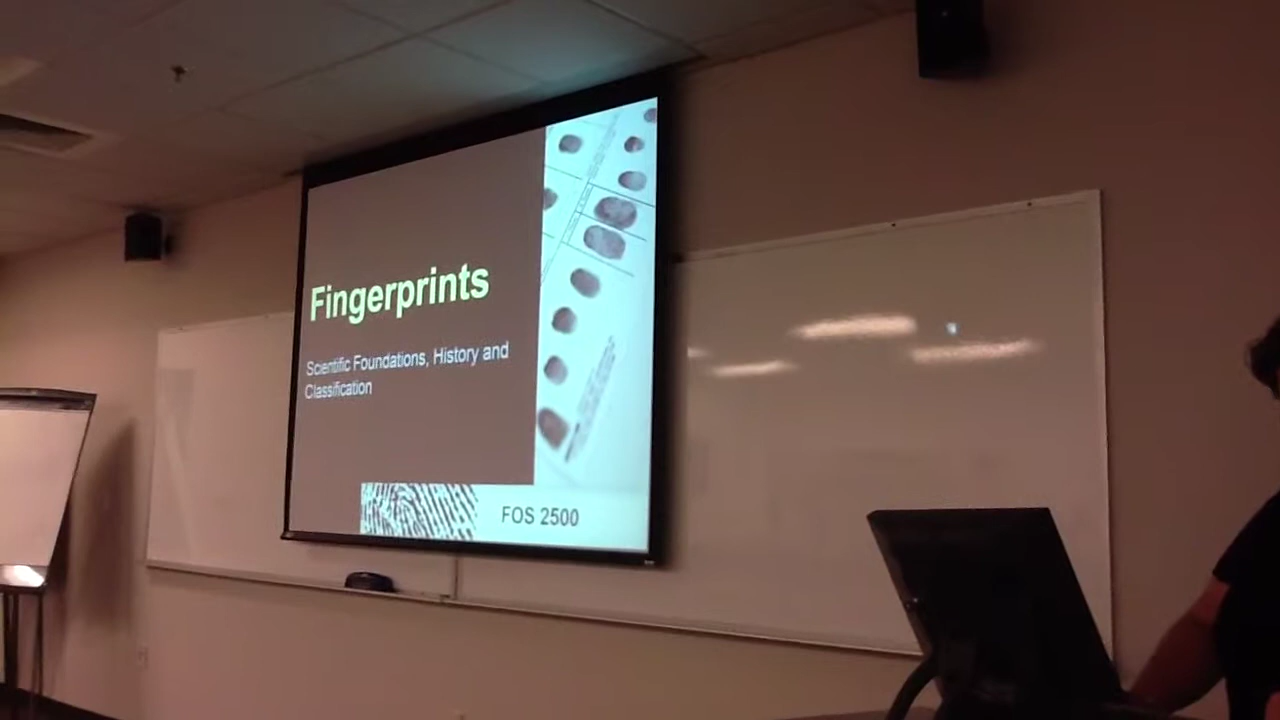 Fingerprints
Scientific Foundations, History and
Classification
FOS 2500